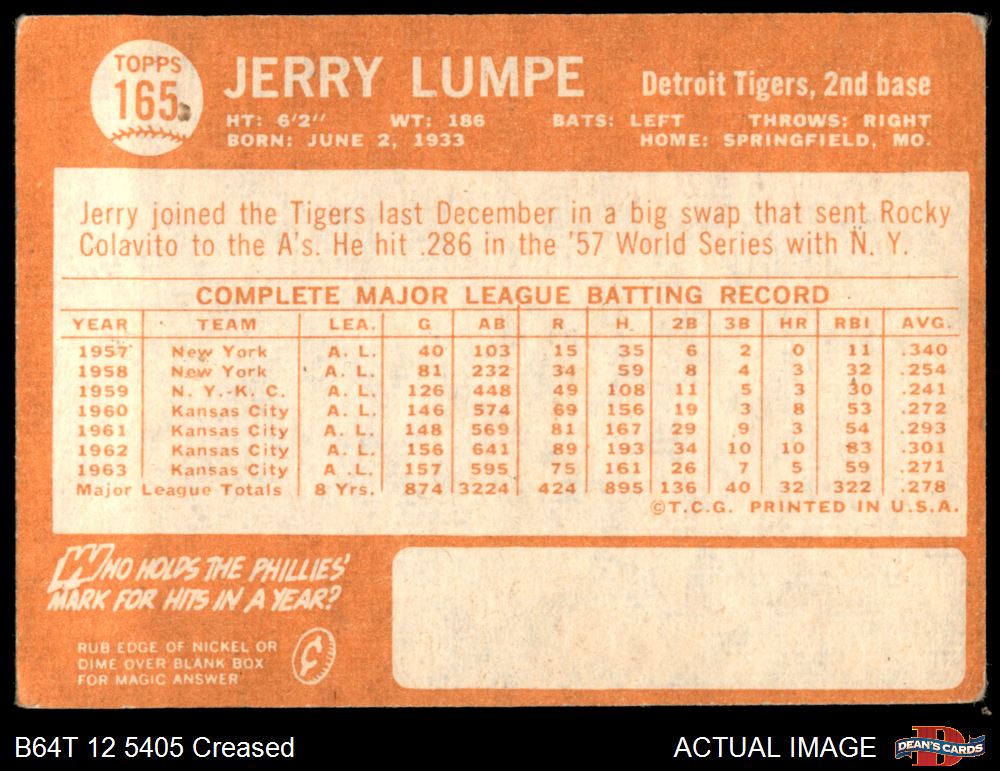 TOPPS
165
JERRY LUMPE
Detroit Tigers, 2nd base
HT: 6'2" WT: 186 BATS: LEFT THROWS: RIGHT
BORN: JUNE 2, 1933 HOME: SPRINGFIELD, MO.
Jerry joined the Tigers last December in a big swap that sent Rocky
Colavito to the A's. He hit .286 in the '57 World Series with N. Y.
COMPLETE MAJOR LEAGUE BATTING RECORD
YEAR TEAM LEA. G AB R H 2B 3B HR RBI AVG.
1957 New York A. L. 40 103 15 35 6 2 0 11 .340
1958 New York A. L. 81 232 34 59 8 4 3 32 .254
1959 N. Y.-K. C. A. L. 126 448 49 108 11 5 3 30 .241
1960 Kansas City A. L. 146 574 69 156 19 3 8 53 .272
1961 Kansas City A. L. 148 569 81 167 29 9 3 54 .293
1962 Kansas City A. L. 156 641 89 193 34 10 10 83 .301
1963 Kansas City A .L. 157 595 75 161 26 7 5 59 .271
Major League Totals 8 Yrs. 874 3224 424 895 136 40 32 322 .278
©T.C.G. PRINTED IN U.S.A.
WHO HOLDS THE PHILLIES'
MARK FOR HITS IN A YEAR?
RUB EDGE OF NICKEL OR
DIME OVER BLANK BOX
FOR MAGIC ANSWER
¢
B64T 12 5405 Creased
ACTUAL IMAGE
DEAN'S CARDS